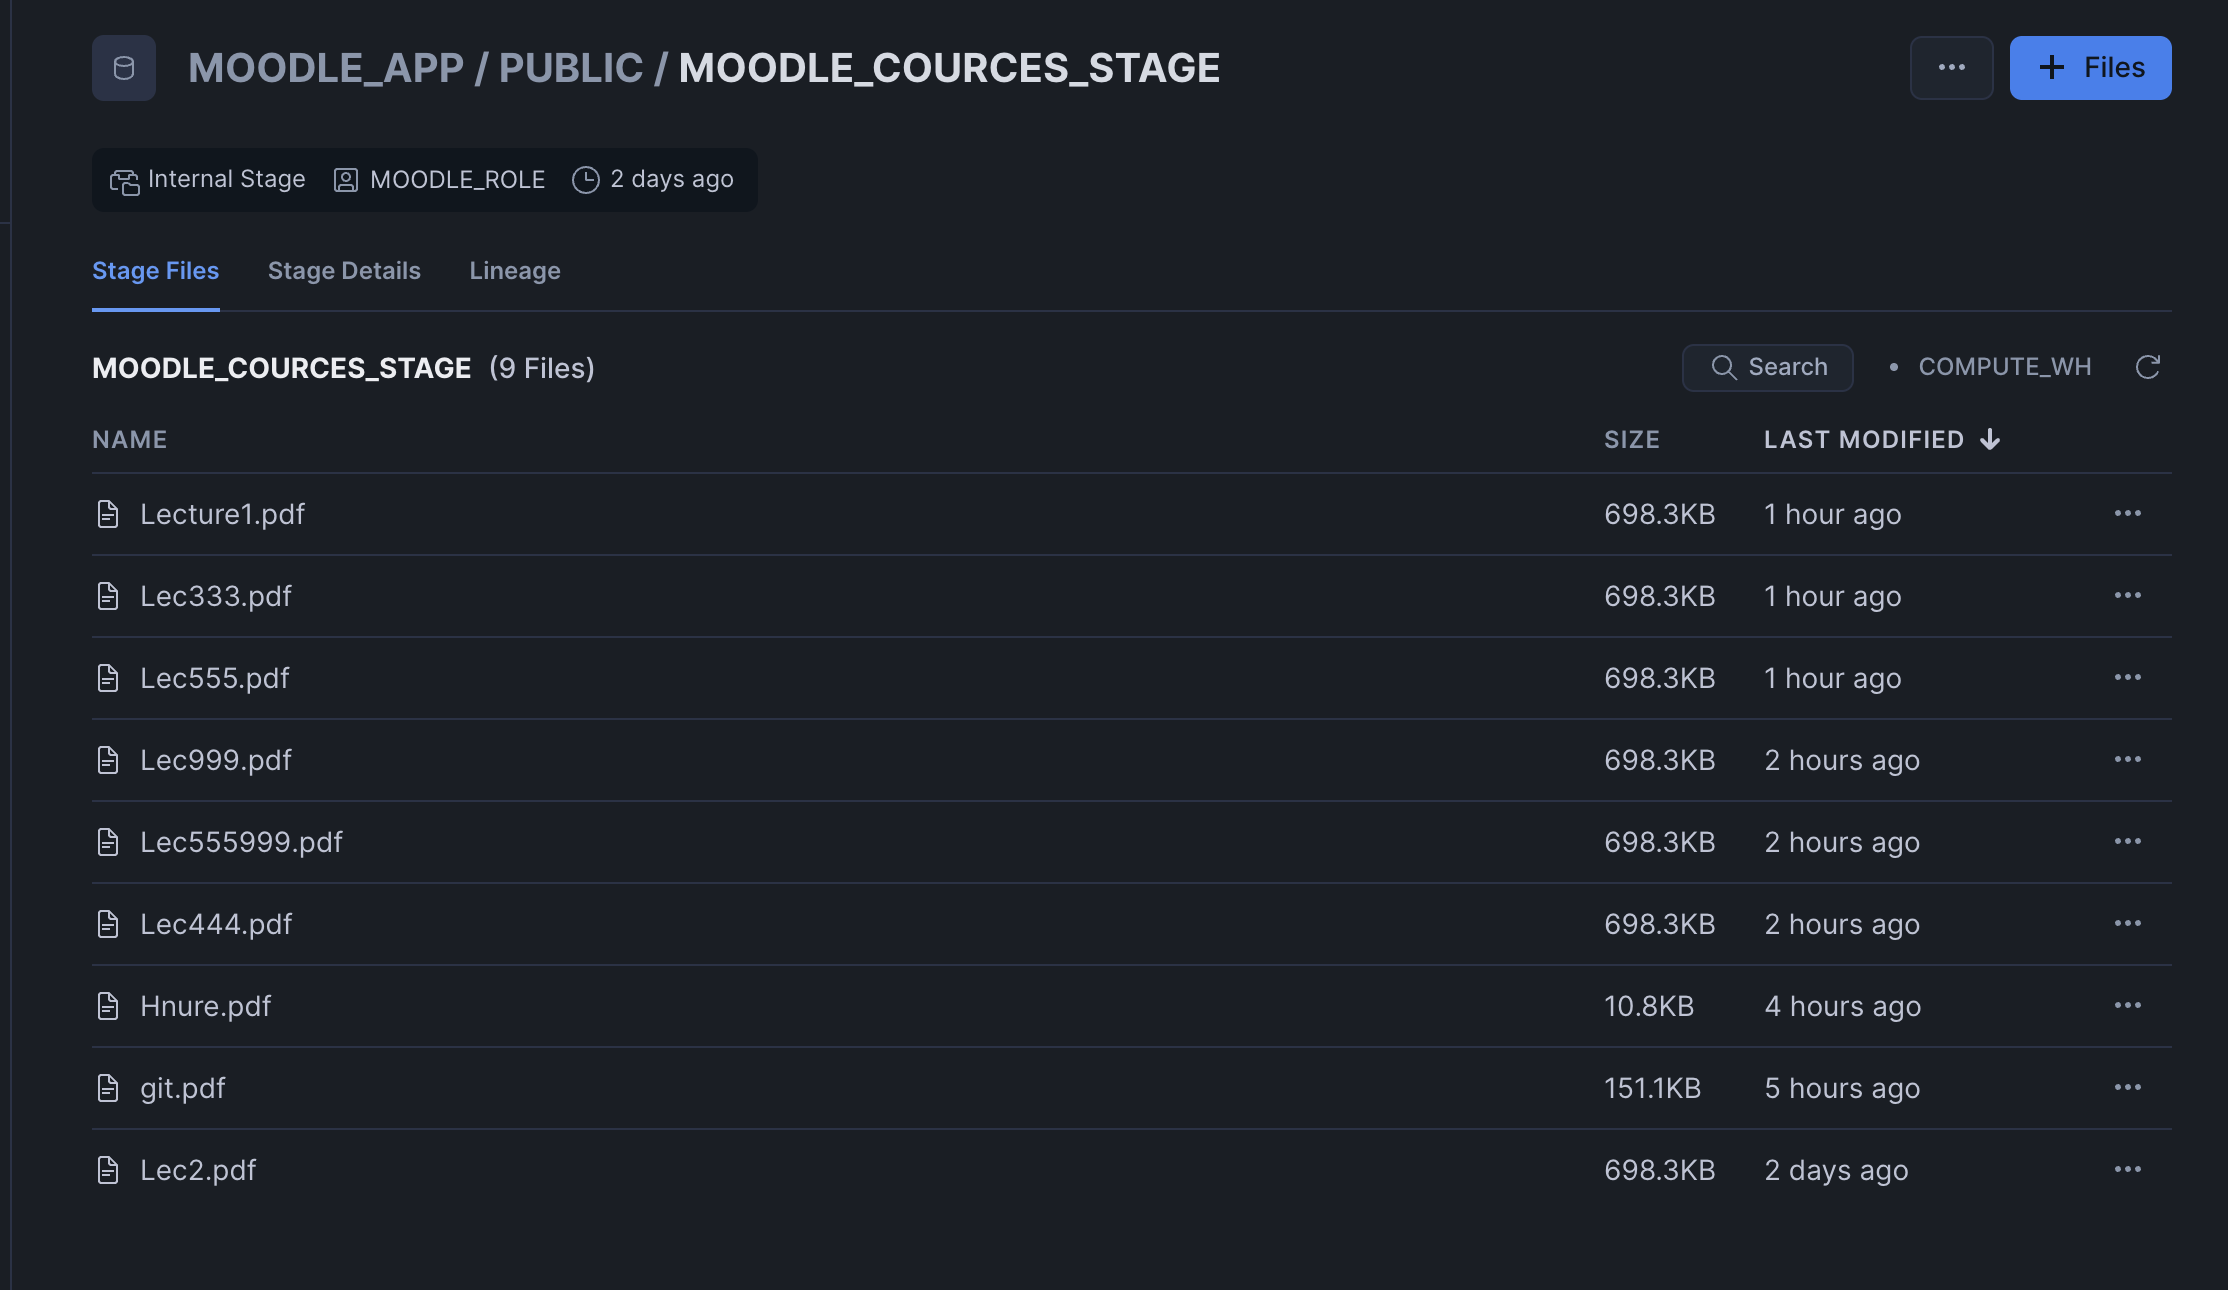 MOODLE_APP / PUBLIC / MOODLE_COURCES_STAGE
Files
Internal Stage MOODLE_ROLE 2 days ago
Stage Files Stage Details Lineage
MOODLE_COURCES_STAGE (9 Files)
Search COMPUTE_WH
NAME SIZE LAST MODIFIED
Lecture1.pdf 698.3KB 1 hour ago
Lec333.pdf 698.3KB 1 hour ago
Lec555.pdf 698.3KB 1 hour ago
Lec999.pdf 698.3KB 2 hours ago
Lec555999.pdf 698.3KB 2 hours ago
Lec444.pdf 698.3KB 2 hours ago
Hnure.pdf 10.8KB 4 hours ago
git.pdf 151.1KB 5 hours ago
Lec2.pdf 698.3KB 2 days ago